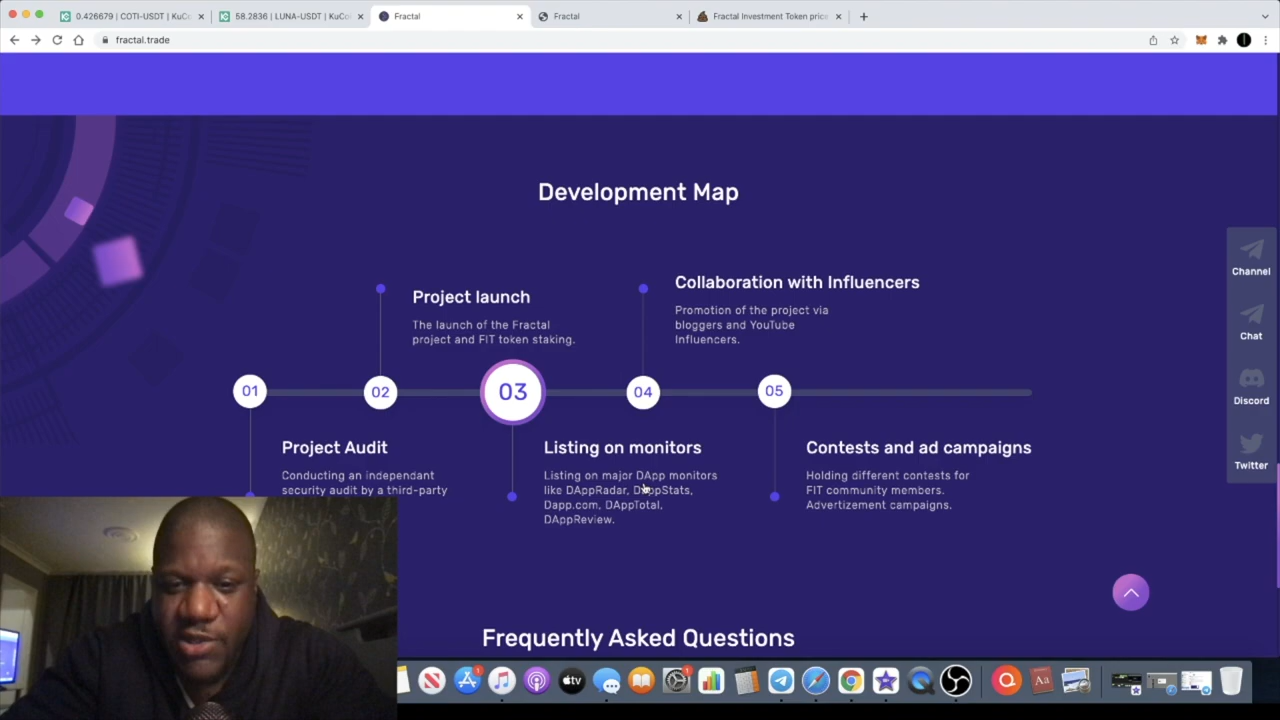 0.426679 | COTI-USDT | KuCo
58.2836 | LUNA-USDT | KuCo
Fractal
Fractal
Fractal Investment Token price
fractal.trade
Development Map
Project launch
The launch of the Fractal
project and FIT token staking.
Collaboration with Influencers
Promotion of the project via
bloggers and YouTube
Influencers.
01
02
03
04
05
Project Audit
Conducting an independant
security audit by a third-party
Listing on monitors
Listing on major DApp monitors
like DAppRadar, DAppStats,
Dapp.com, DAppTotal,
DAppReview.
Contests and ad campaigns
Holding different contests for
FIT community members.
Advertizement campaigns.
Channel
Chat
Discord
Twitter
Frequently Asked Questions
tv
Aa